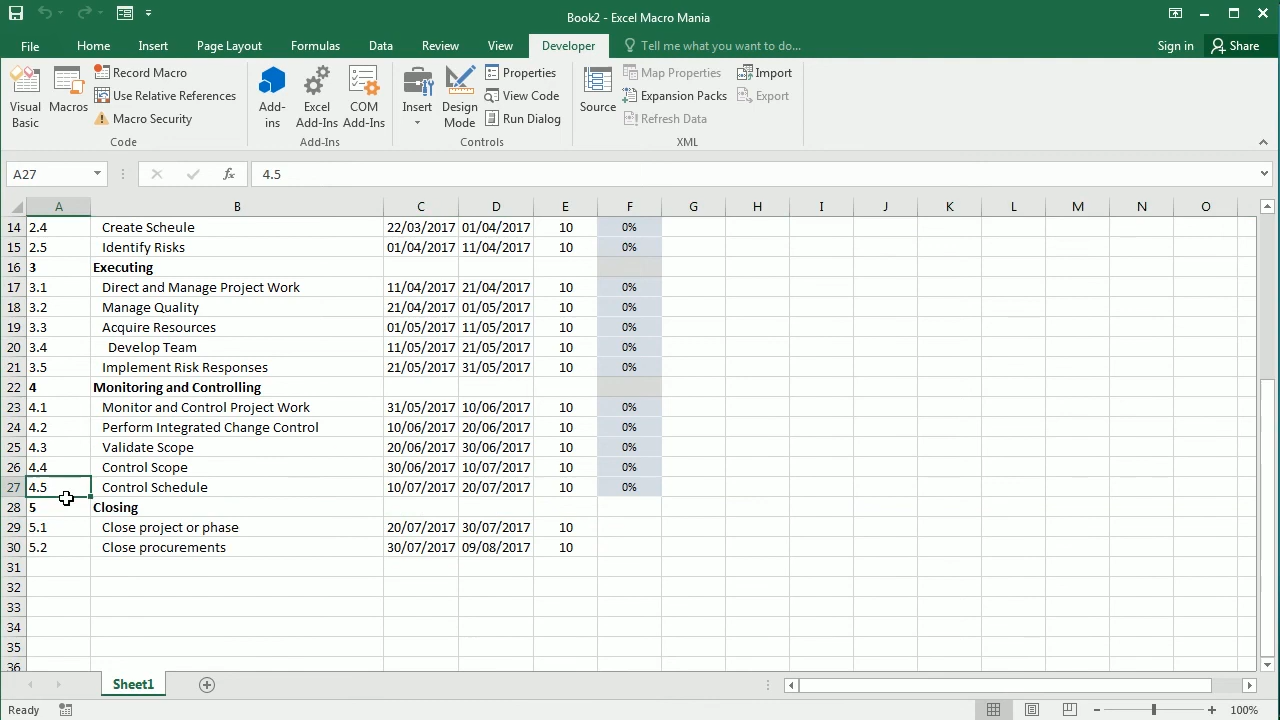 Book2 - Excel Macro Mania
File Home Insert Page Layout Formulas Data Review View Developer Tell me what you want to do... Sign in Share
Visual Basic
Macros
Record Macro
Use Relative References
Macro Security
Code
Add-ins
Excel Add-Ins
COM Add-Ins
Add-Ins
Insert
Design Mode
Properties
View Code
Run Dialog
Controls
Source
Map Properties
Expansion Packs
Refresh Data
Import
Export
XML
A27 fx 4.5
A B C D E F G H I J K L M N O
14 2.4 Create Scheule 22/03/2017 01/04/2017 10 0%
15 2.5 Identify Risks 01/04/2017 11/04/2017 10 0%
16 3 Executing
17 3.1 Direct and Manage Project Work 11/04/2017 21/04/2017 10 0%
18 3.2 Manage Quality 21/04/2017 01/05/2017 10 0%
19 3.3 Acquire Resources 01/05/2017 11/05/2017 10 0%
20 3.4 Develop Team 11/05/2017 21/05/2017 10 0%
21 3.5 Implement Risk Responses 21/05/2017 31/05/2017 10 0%
22 4 Monitoring and Controlling
23 4.1 Monitor and Control Project Work 31/05/2017 10/06/2017 10 0%
24 4.2 Perform Integrated Change Control 10/06/2017 20/06/2017 10 0%
25 4.3 Validate Scope 20/06/2017 30/06/2017 10 0%
26 4.4 Control Scope 30/06/2017 10/07/2017 10 0%
27 4.5 Control Schedule 10/07/2017 20/07/2017 10 0%
28 5 Closing
29 5.1 Close project or phase 20/07/2017 30/07/2017 10
30 5.2 Close procurements 30/07/2017 09/08/2017 10
31
32
33
34
35
36
Sheet1
Ready 100%